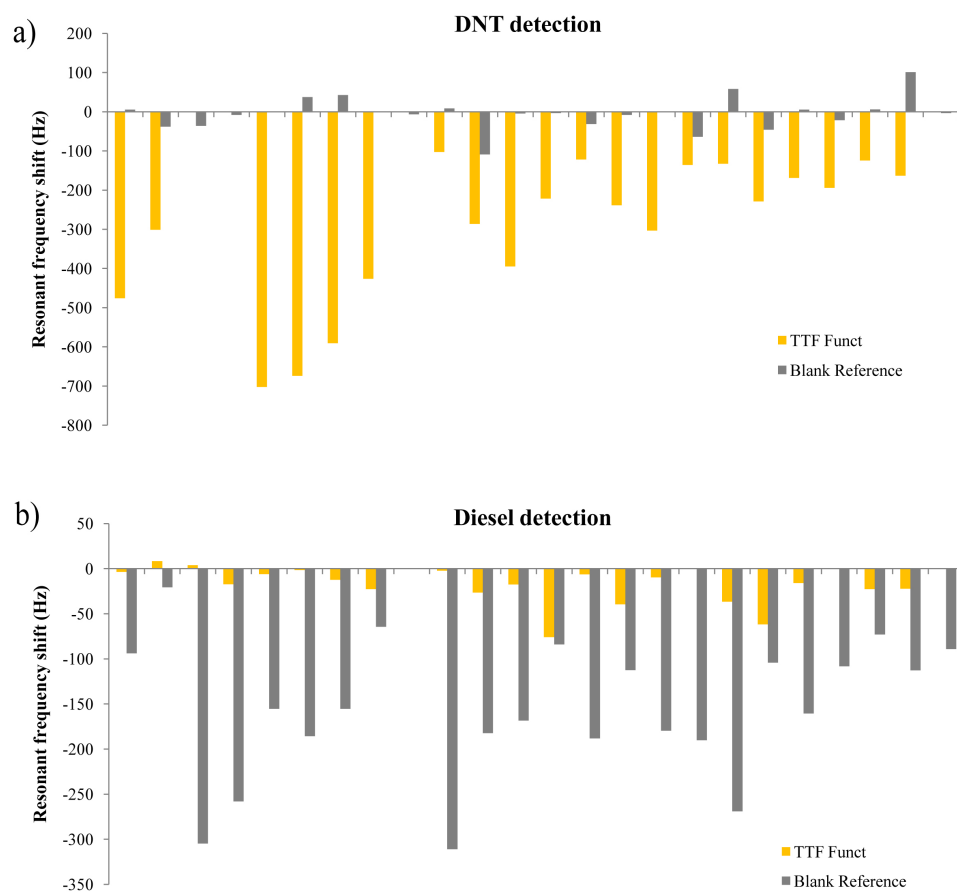 a)
DNT detection
Resonant frequency shift (Hz)
200
100
0
-100
-200
-300
-400
-500
-600
-700
-800
TTF Funct
Blank Reference
b)
Diesel detection
Resonant frequency shift (Hz)
50
0
-50
-100
-150
-200
-250
-300
-350
TTF Funct
Blank Reference